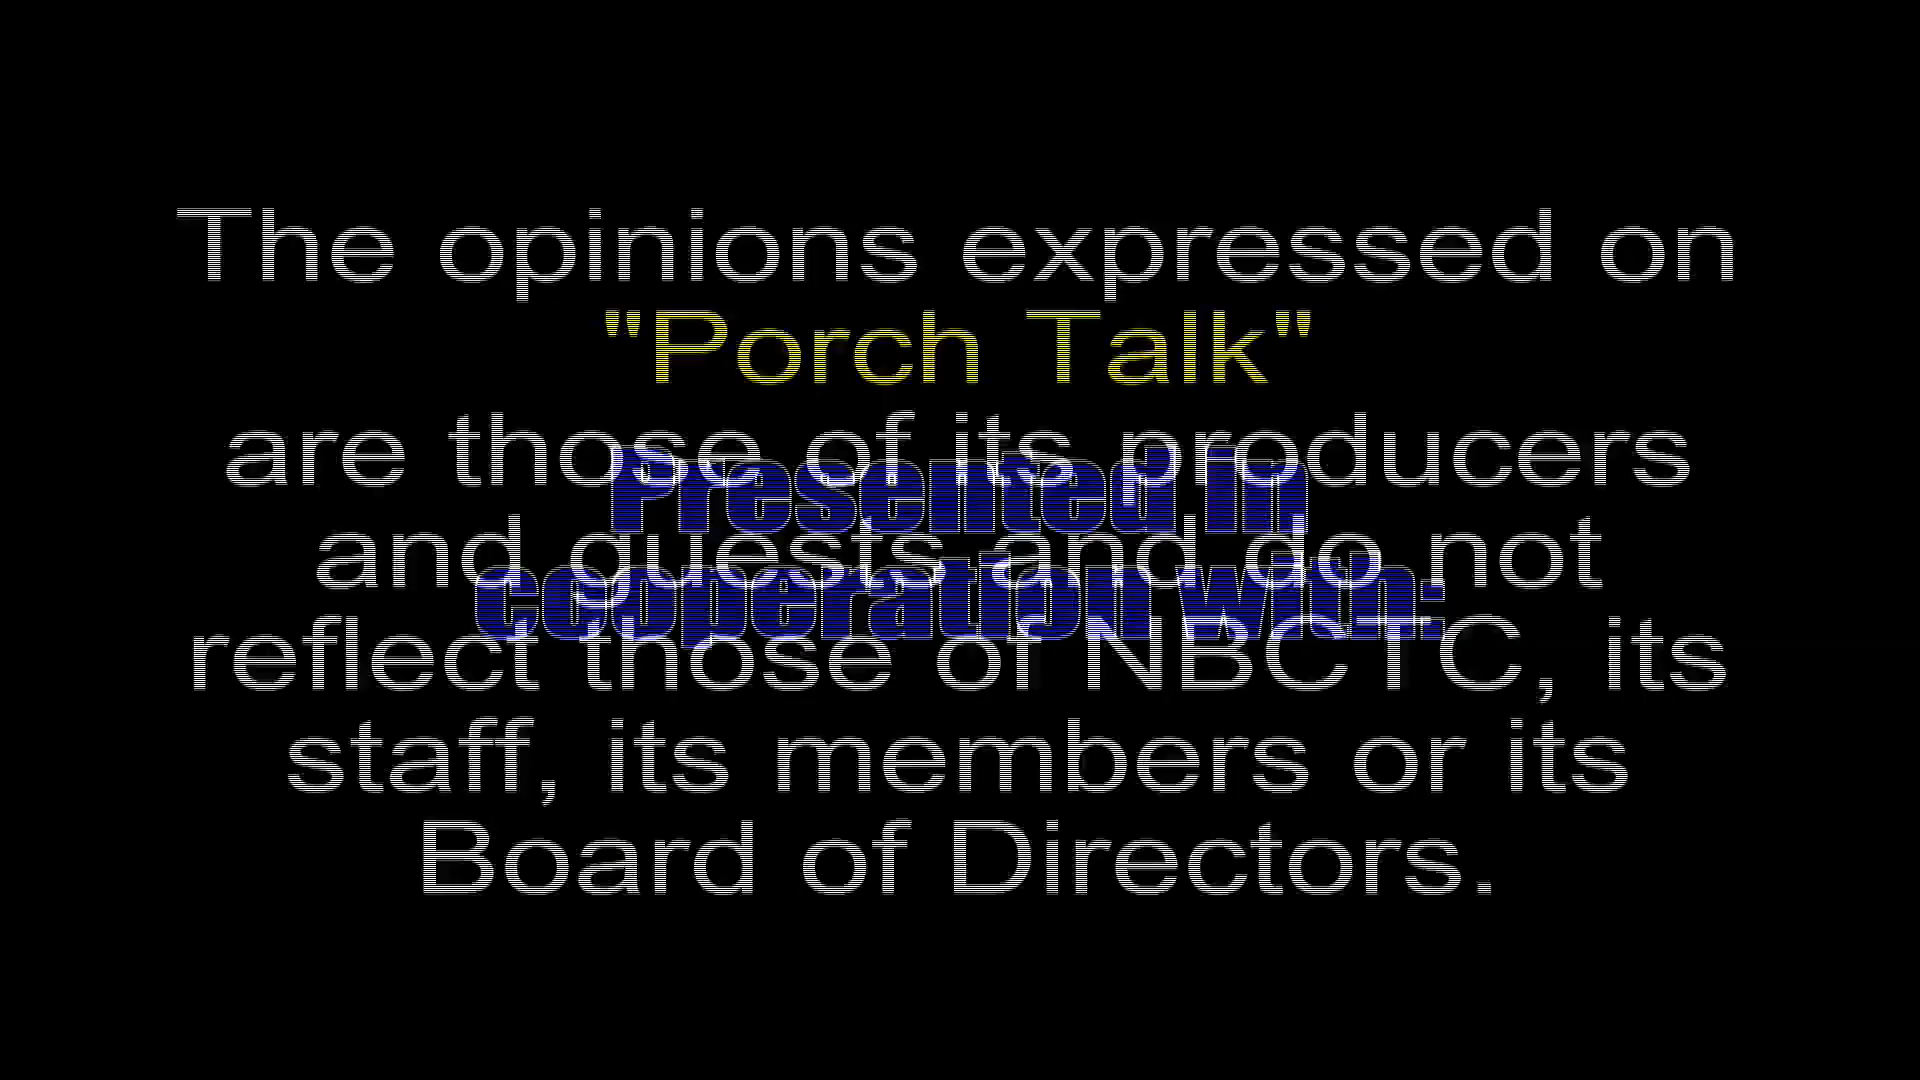 The opinions expressed on
"Porch Talk"
are those of its producers
and guests and do not
reflect those of NBCTC, its
staff, its members or its
Board of Directors.
Presented in
cooperation with: